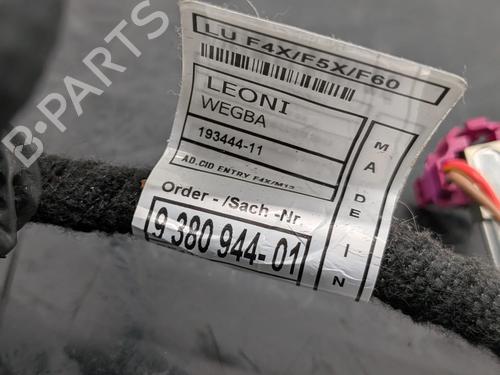 LU F4X/F5X/F60
LEONI
WEGBA
193444-11
AD.CID ENTRY F4X/M13
Order - /Sach -Nr.
9 380 944-01
MADE IN
B-PARTS